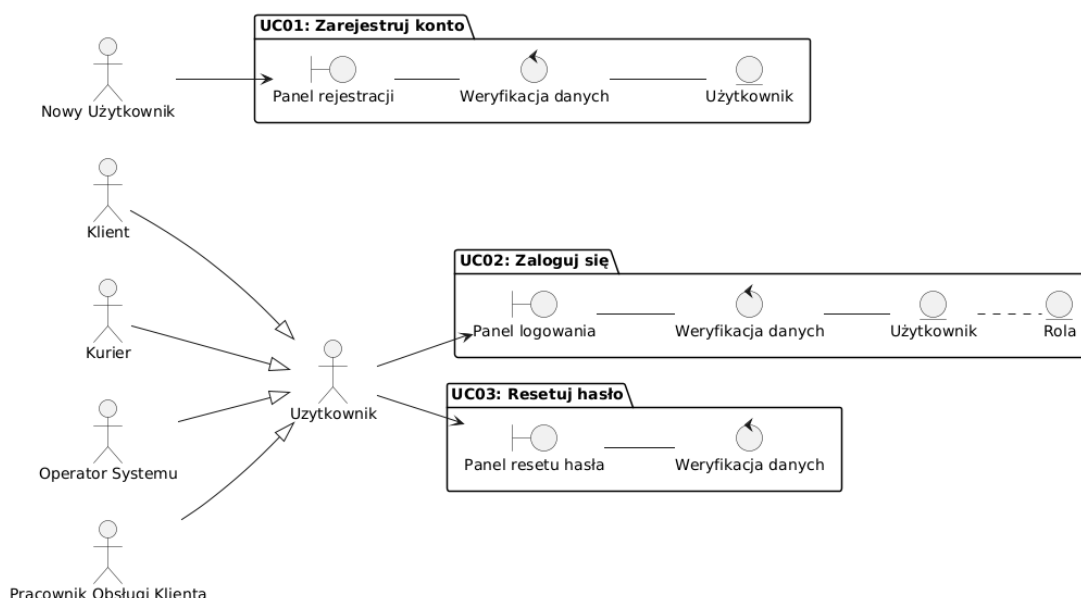 UC01: Zarejestruj konto
Nowy Użytkownik
Panel rejestracji
Weryfikacja danych
Użytkownik
Klient
Kurier
Operator Systemu
Pracownik Obsługi Klienta
Uzytkownik
UC02: Zaloguj się
Panel logowania
Weryfikacja danych
Użytkownik
Rola
UC03: Resetuj hasło
Panel resetu hasła
Weryfikacja danych